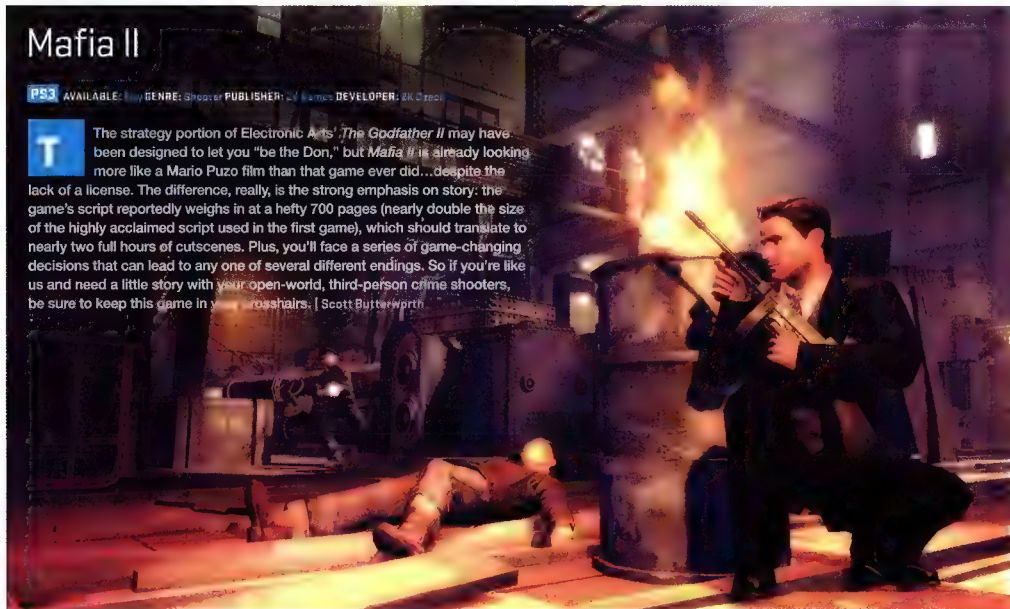 Mafia II
PS3 AVAILABLE: GENRE: Shooter PUBLISHER: 2K Games DEVELOPER: 2K Czech
T
The strategy portion of Electronic Arts' The Godfather II may have
been designed to let you "be the Don," but Mafia II is already looking
more like a Mario Puzo film than that game ever did...despite the
lack of a license. The difference, really, is the strong emphasis on story: the
game's script reportedly weighs in at a hefty 700 pages (nearly double the size
of the highly acclaimed script used in the first game), which should translate to
nearly two full hours of cutscenes. Plus, you'll face a series of game-changing
decisions that can lead to any one of several different endings. So if you're like
us and need a little story with your open-world, third-person crime shooters,
be sure to keep this game in your crosshairs. | Scott Butterworth